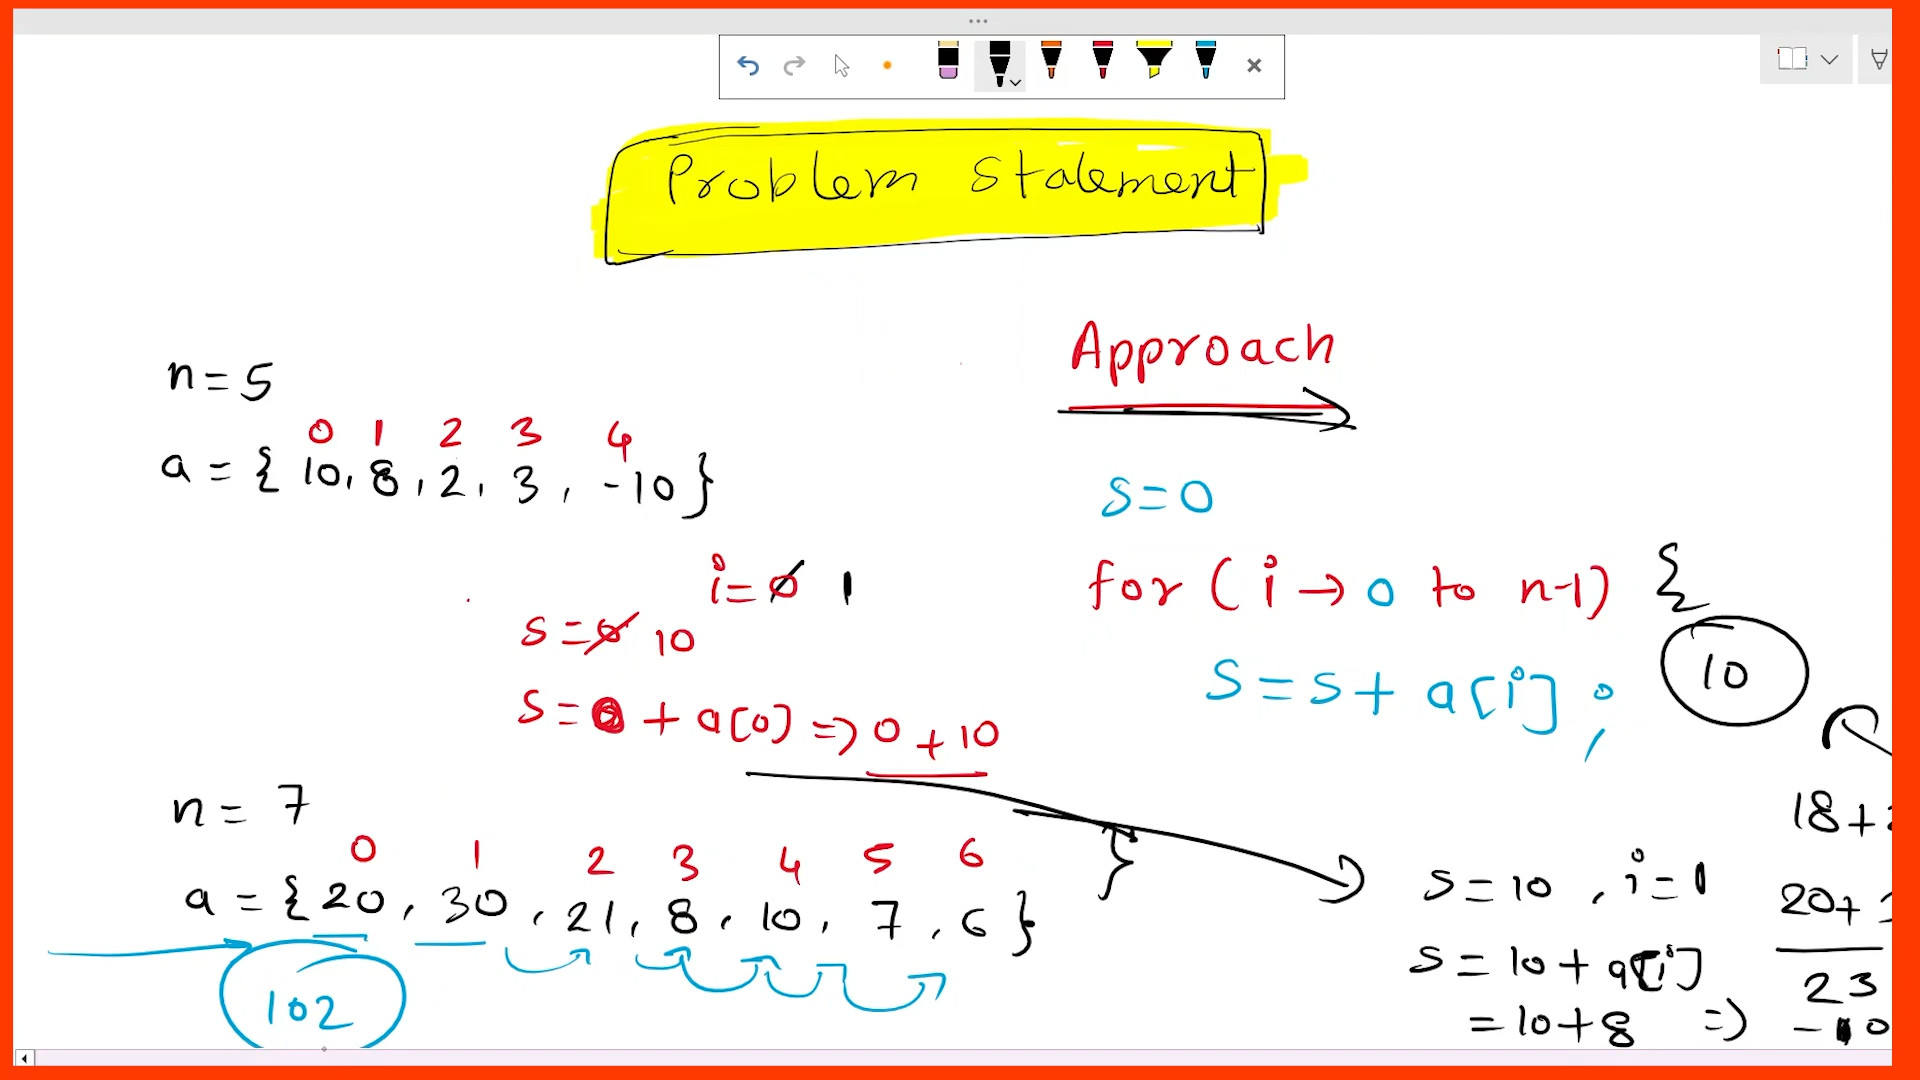 Problem Statement
Approach
n = 5
0 1 2 3 4
a = { 10, 8, 2, 3, -10 }
s = 0
for ( i → 0 to n-1) {
i = 0 1
s = 0 10
s = s + a[i] ;
10
s = 0 + a[0] => 0 + 10
n = 7
0 1 2 3 4 5 6
a = { 20, 30, 21, 8, 10, 7, 6 }
}
102
s = 10 , i = 1
s = 10 + a[i]
= 10 + 8 =>
18 +
20 +
23
- 10